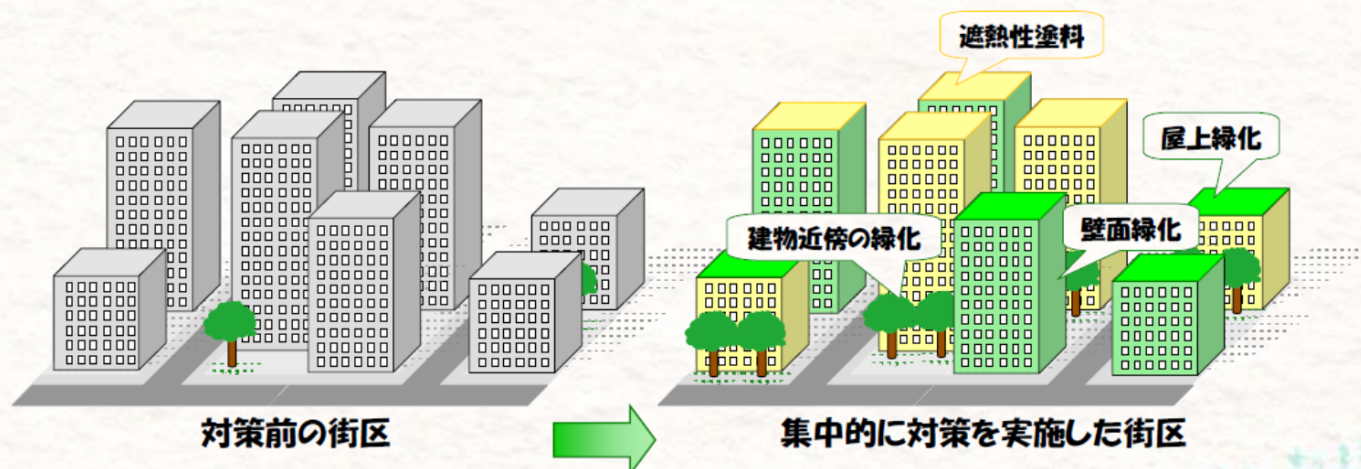 遮熱性塗料
屋上緑化
建物近傍の緑化
壁面緑化
対策前の街区
集中的に対策を実施した街区